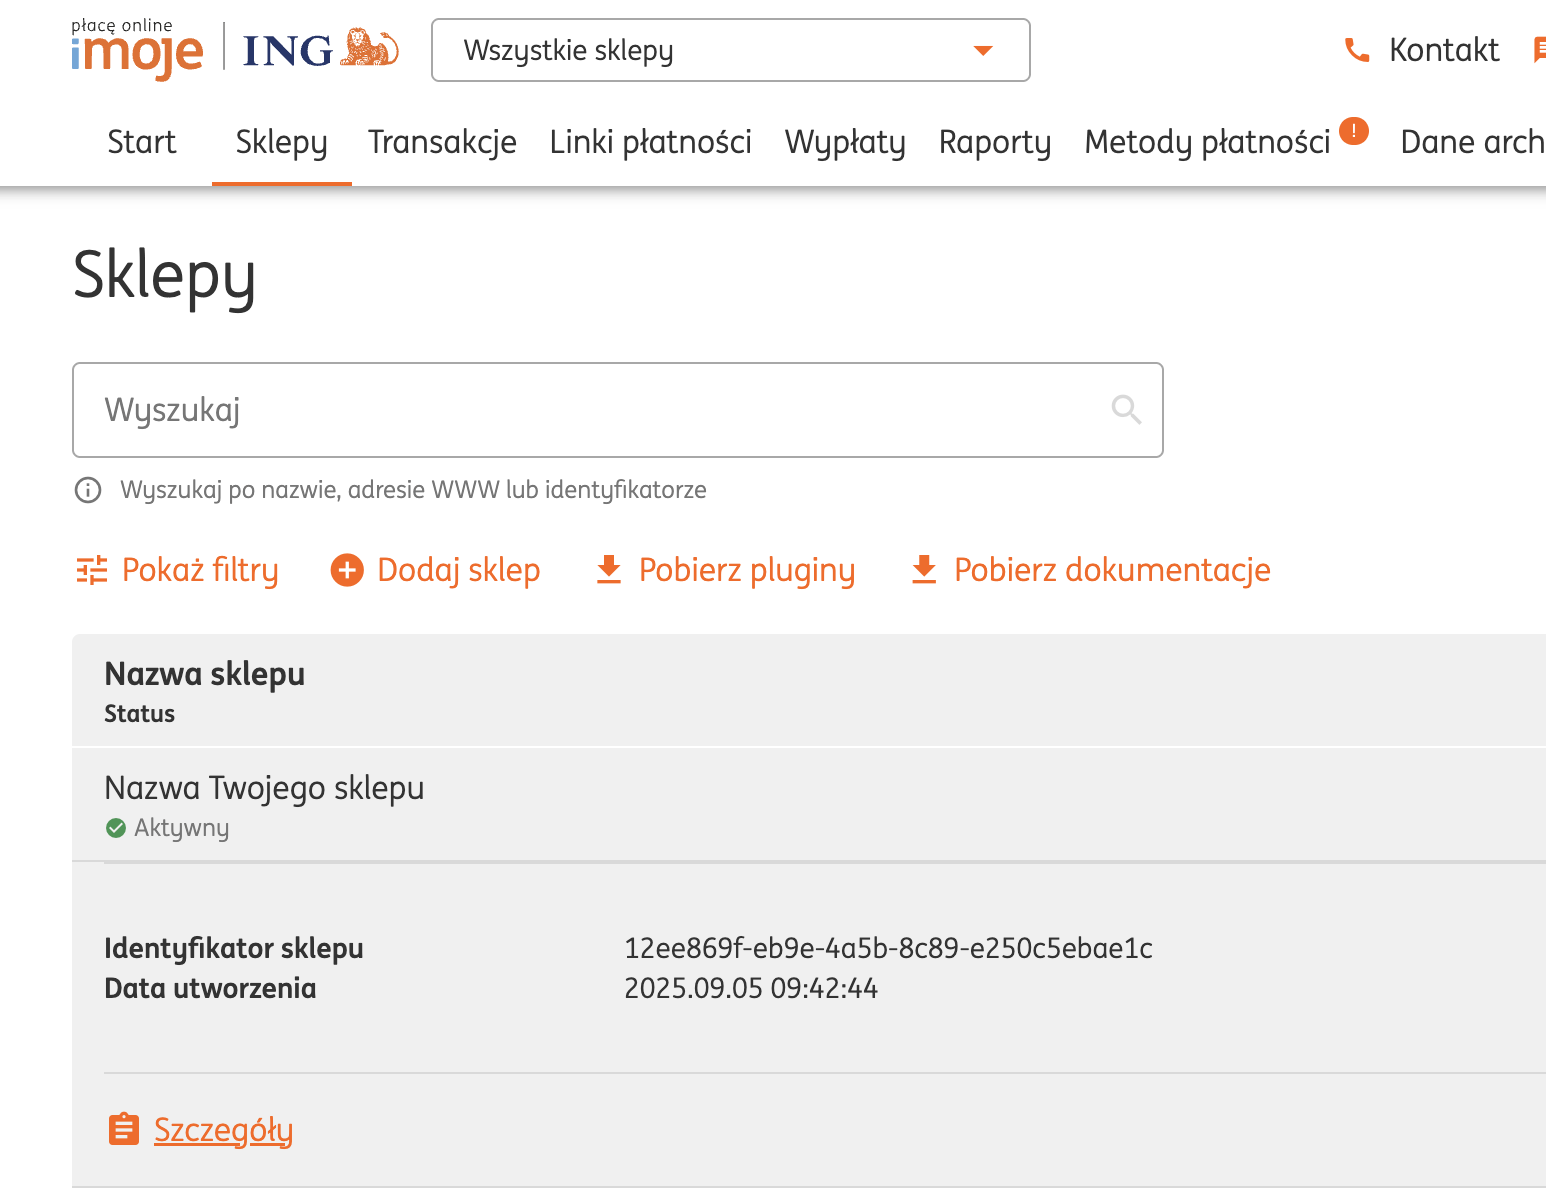 płacę online
imoje
ING
Wszystkie sklepy
Kontakt
Start
Sklepy
Transakcje
Linki płatności
Wypłaty
Raporty
Metody płatności
!
Dane arch
Sklepy
Wyszukaj
Wyszukaj po nazwie, adresie WWW lub identyfikatorze
Pokaż filtry
Dodaj sklep
Pobierz pluginy
Pobierz dokumentacje
Nazwa sklepu
Status
Nazwa Twojego sklepu
Aktywny
Identyfikator sklepu 12ee869f-eb9e-4a5b-8c89-e250c5ebae1c
Data utworzenia 2025.09.05 09:42:44
Szczegóły